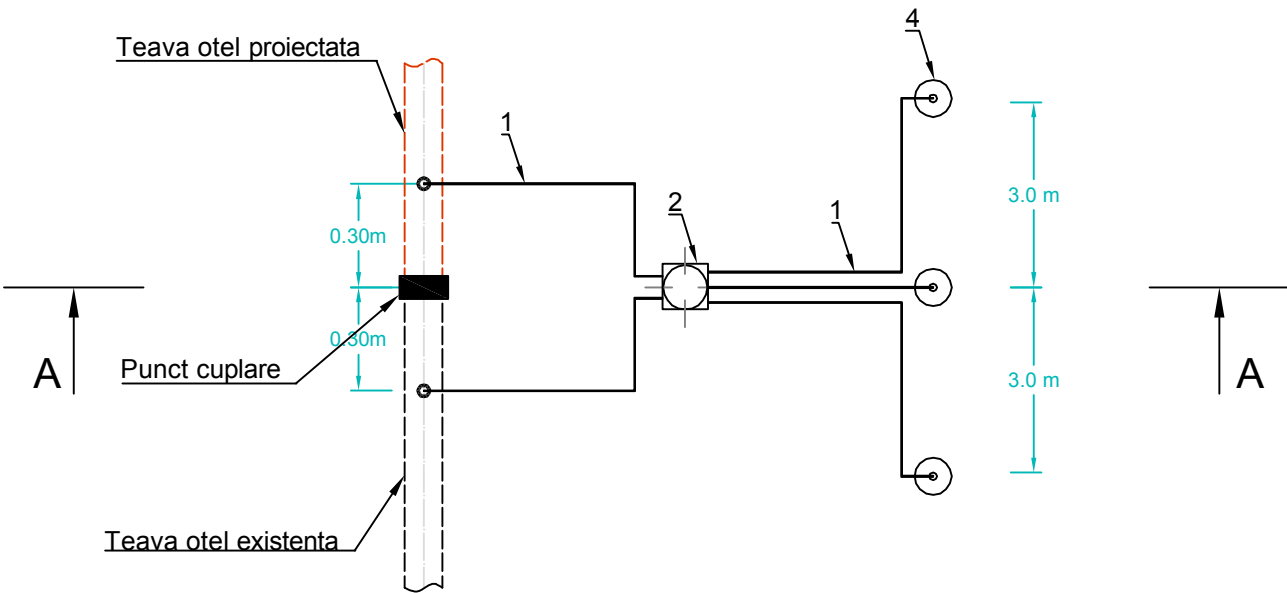 4
Teava otel proiectata
1
3.0 m
2
1
0.30m
0.30m
A
Punct cuplare
3.0 m
A
Teava otel existenta